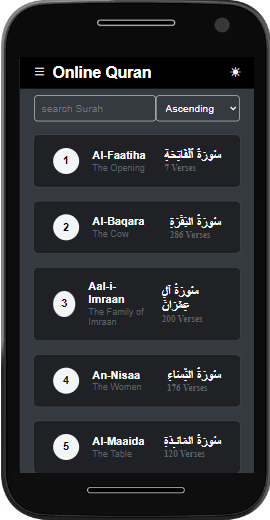 Online Quran
search Surah
Ascending
1
Al-Faatiha
سُورَةُ ٱلْفَاتِحَةِ
The Opening
7 Verses
2
Al-Baqara
سُورَةُ البَقَرَةِ
The Cow
286 Verses
3
Aal-i-
Imraan
سُورَةُ آلِ
عِمۡرَانَ
The Family of
Imraan
200 Verses
4
An-Nisaa
سُورَةُ النِّسَاءِ
The Women
176 Verses
5
Al-Maaida
سُورَةُ المَائـِدَةِ
The Table
120 Verses